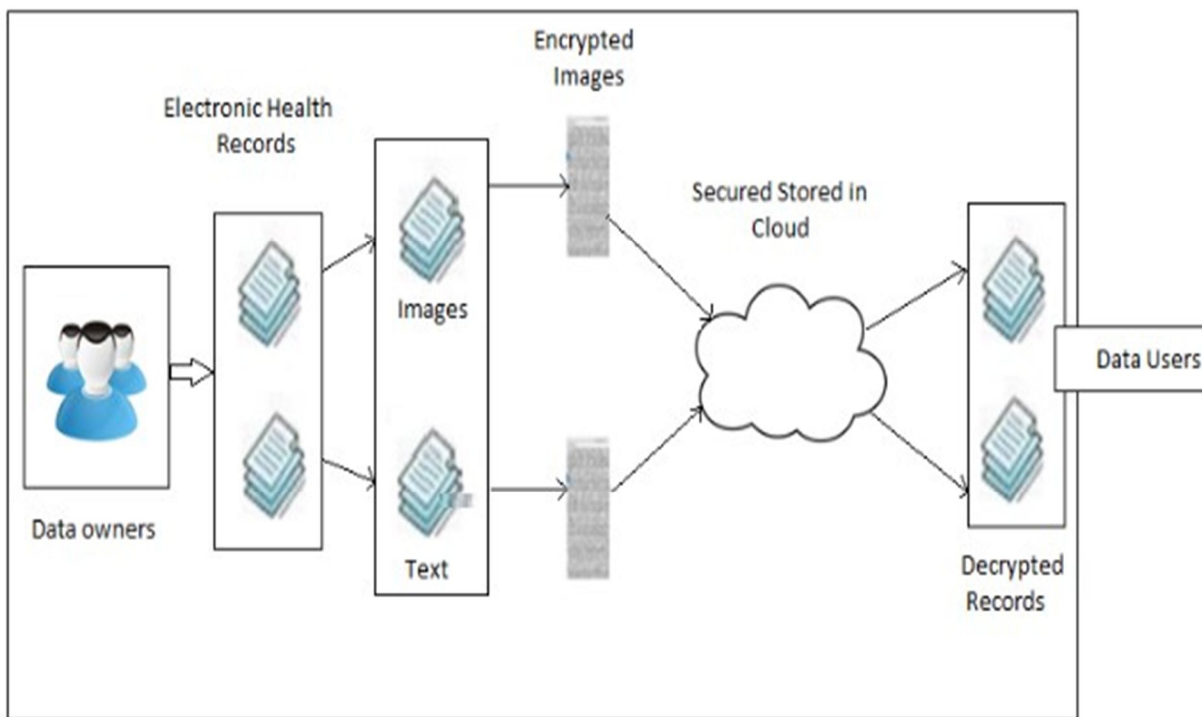 Encrypted
Images
Electronic Health
Records
Secured Stored in
Cloud
Images
Data Users
Data owners
Text
Decrypted
Records